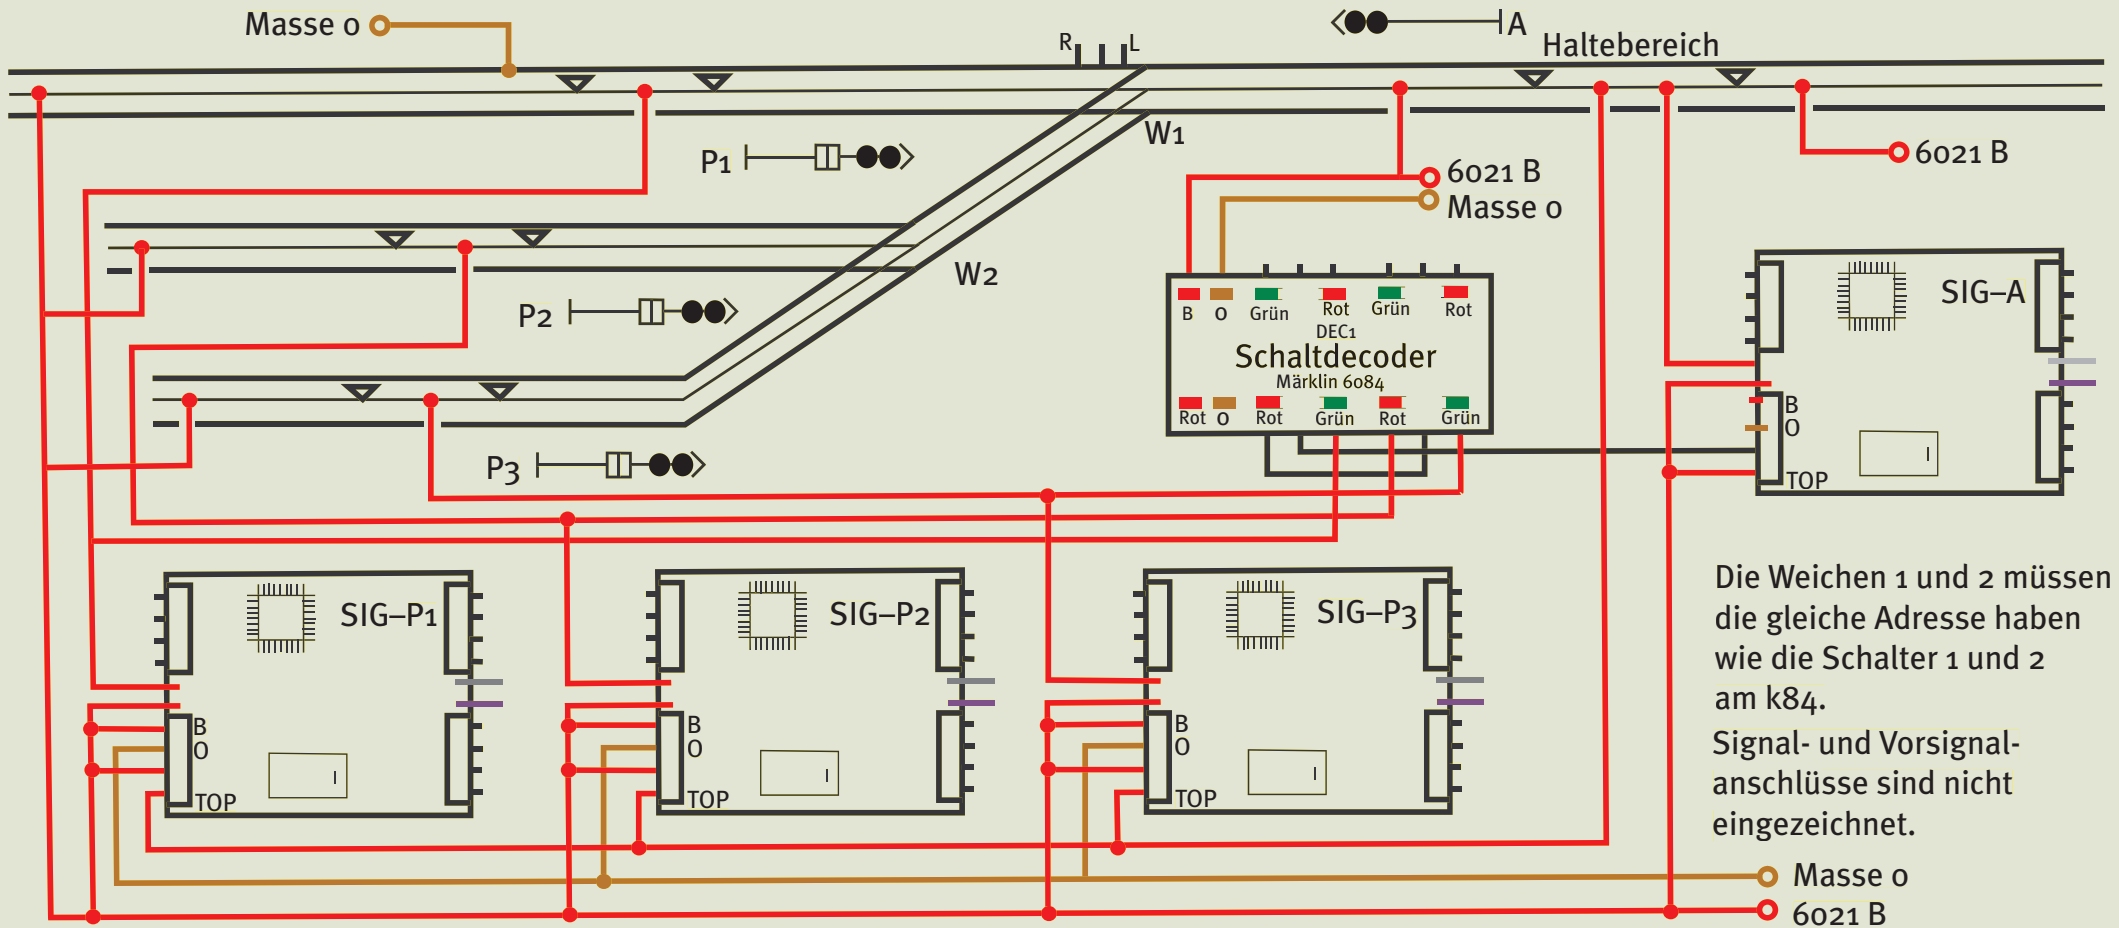 Masse 0
R L
A
Haltebereich
P1
W1
6021 B
6021 B
Masse 0
W2
P2
SIG–A
B O Grün Rot Grün Rot
DEC1
Schaltdecoder
Märklin 6084
Rot O Rot Grün Rot Grün
B
O
TOP
P3
SIG–P1
SIG–P2
SIG–P3
B
O
TOP
B
O
TOP
B
O
TOP
Die Weichen 1 und 2 müssen
die gleiche Adresse haben
wie die Schalter 1 und 2
am k84.
Signal- und Vorsignal-
anschlüsse sind nicht
eingezeichnet.
Masse 0
6021 B